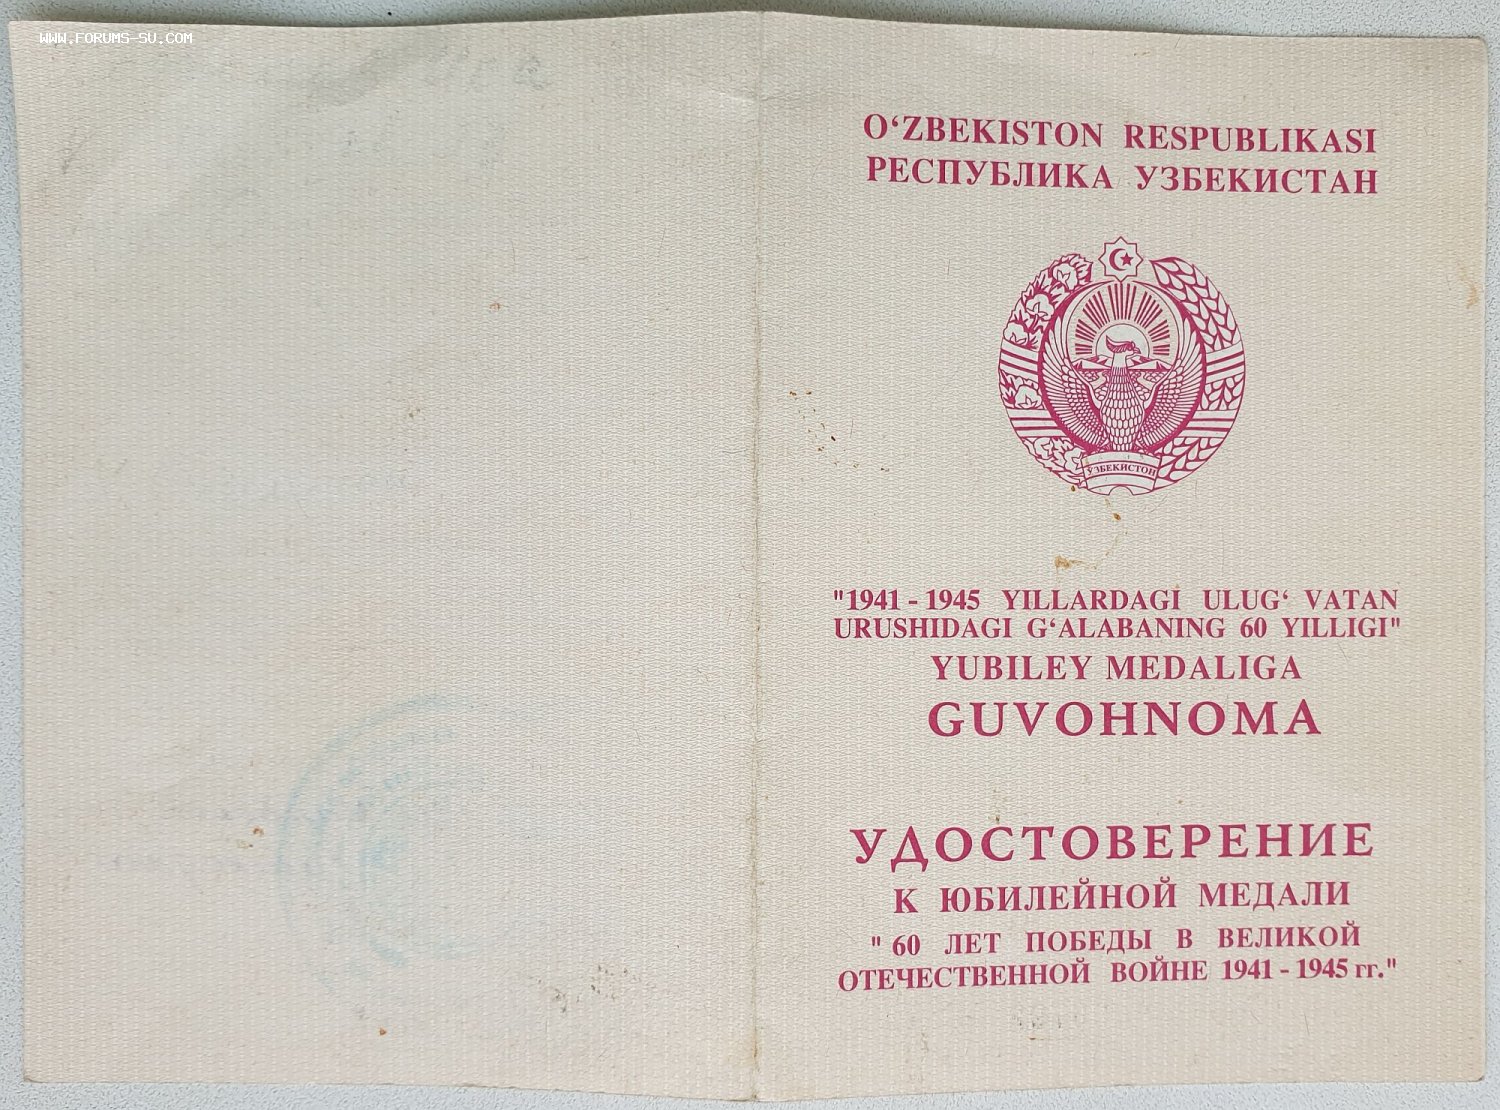 WWW.FORUMS-SU.COM
O‘ZBEKISTON RESPUBLIKASI
РЕСПУБЛИКА УЗБЕКИСТАН
ЎЗБЕКИСТОН
"1941 - 1945 YILLARDAGI ULUG‘ VATAN
URUSHIDAGI G‘ALABANING 60 YILLIGI"
YUBILEY MEDALIGA
GUVOHNOMA
УДОСТОВЕРЕНИЕ
К ЮБИЛЕЙНОЙ МЕДАЛИ
" 60 ЛЕТ ПОБЕДЫ В ВЕЛИКОЙ
ОТЕЧЕСТВЕННОЙ ВОЙНЕ 1941 - 1945 гг."